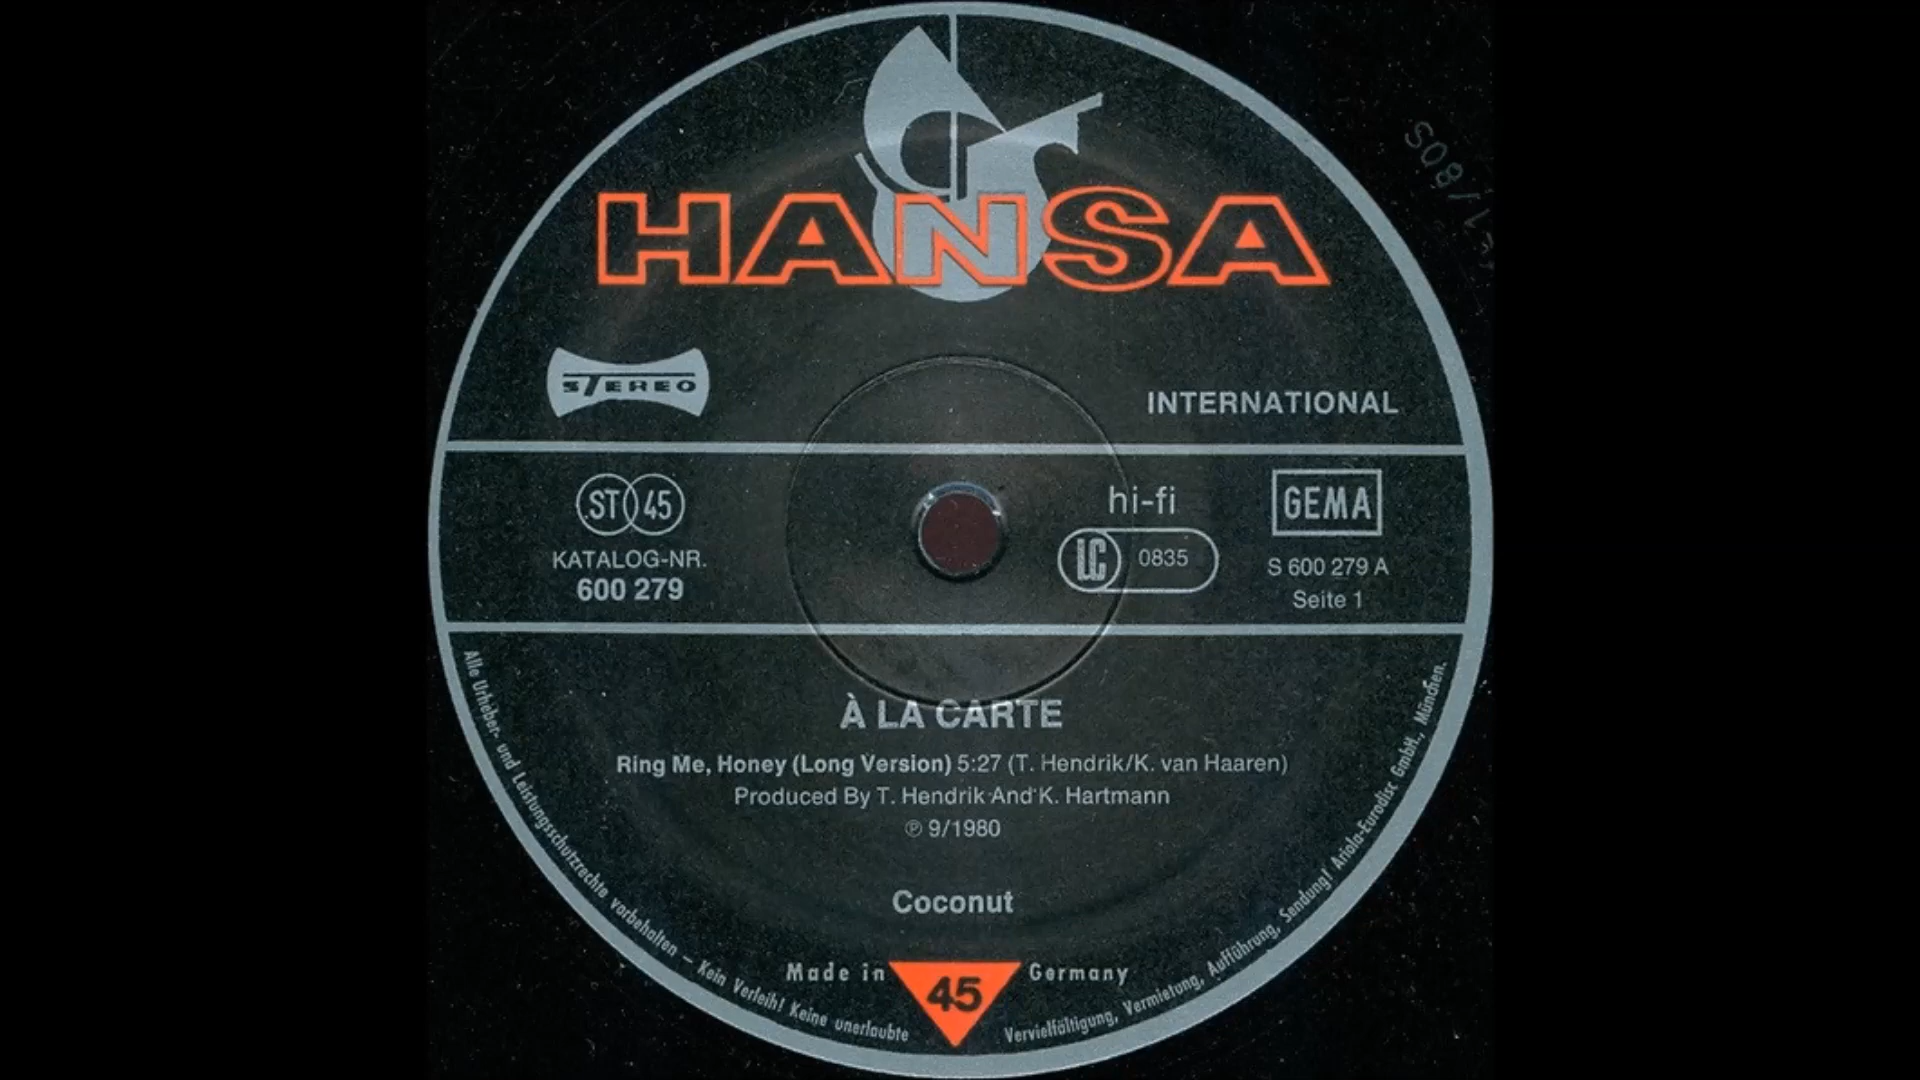 HANSA
STEREO
INTERNATIONAL
ST 45
KATALOG-NR.
600 279
hi-fi
LC 0835
GEMA
S 600 279 A
Seite 1
À LA CARTE
Ring Me, Honey (Long Version) 5:27 (T. Hendrik/K. van Haaren)
Produced By T. Hendrik And K. Hartmann
℗ 9/1980
Coconut
Made in 45 Germany
Alle Urheber- und Leistungsschutzrechte vorbehalten – Kein Verleih! Keine unerlaubte Vervielfältigung, Vermietung, Aufführung, Sendung! Ariola-Eurodisc GmbH., München.